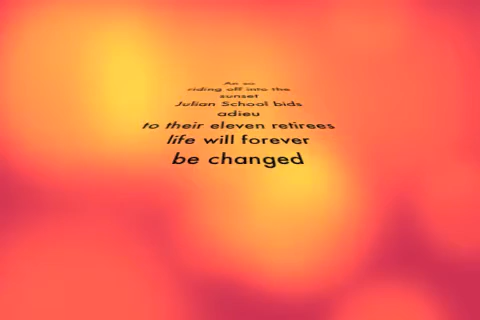 riding off into the
sunset
Julian School bids
adieu
to their eleven retirees
life will forever
be changed